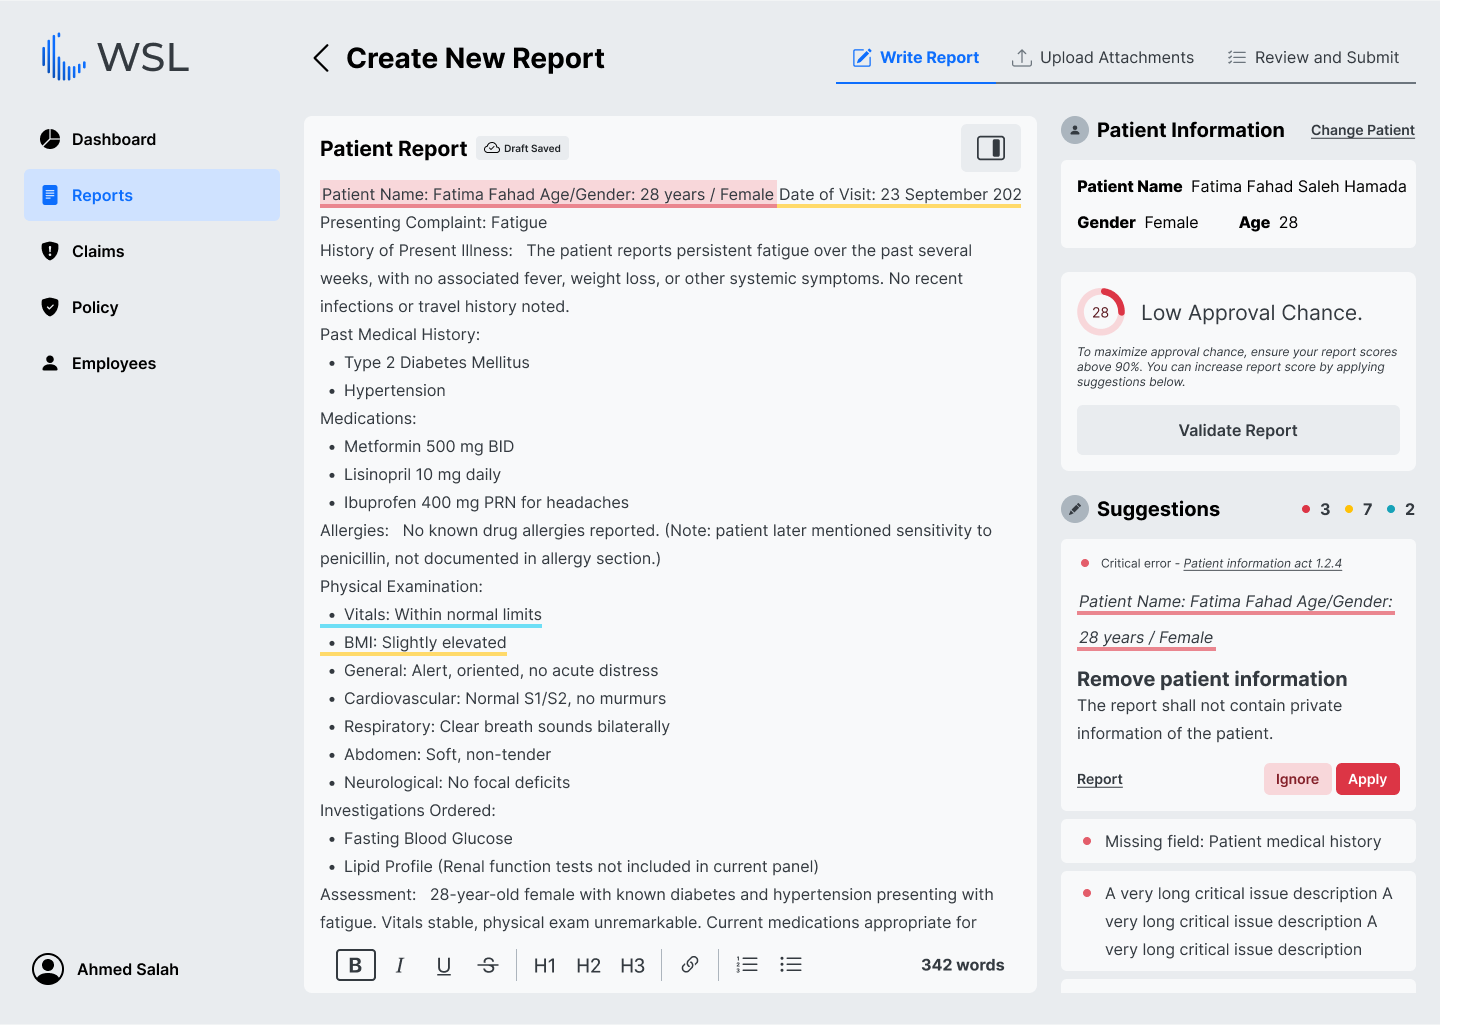 WSL
Create New Report
Write Report
Upload Attachments
Review and Submit
Dashboard
Reports
Claims
Policy
Employees
Ahmed Salah
Patient Report
Draft Saved
Patient Name: Fatima Fahad Age/Gender: 28 years / Female Date of Visit: 23 September 202
Presenting Complaint: Fatigue
History of Present Illness: The patient reports persistent fatigue over the past several
weeks, with no associated fever, weight loss, or other systemic symptoms. No recent
infections or travel history noted.
Past Medical History:
• Type 2 Diabetes Mellitus
• Hypertension
Medications:
• Metformin 500 mg BID
• Lisinopril 10 mg daily
• Ibuprofen 400 mg PRN for headaches
Allergies: No known drug allergies reported. (Note: patient later mentioned sensitivity to
penicillin, not documented in allergy section.)
Physical Examination:
• Vitals: Within normal limits
• BMI: Slightly elevated
• General: Alert, oriented, no acute distress
• Cardiovascular: Normal S1/S2, no murmurs
• Respiratory: Clear breath sounds bilaterally
• Abdomen: Soft, non-tender
• Neurological: No focal deficits
Investigations Ordered:
• Fasting Blood Glucose
• Lipid Profile (Renal function tests not included in current panel)
Assessment: 28-year-old female with known diabetes and hypertension presenting with
fatigue. Vitals stable, physical exam unremarkable. Current medications appropriate for
B I U S H1 H2 H3
342 words
Patient Information
Change Patient
Patient Name Fatima Fahad Saleh Hamada
Gender Female Age 28
28
Low Approval Chance.
To maximize approval chance, ensure your report scores
above 90%. You can increase report score by applying
suggestions below.
Validate Report
Suggestions
3 7 2
Critical error - Patient information act 1.2.4
Patient Name: Fatima Fahad Age/Gender:
28 years / Female
Remove patient information
The report shall not contain private
information of the patient.
Report
Ignore
Apply
Missing field: Patient medical history
A very long critical issue description A
very long critical issue description A
very long critical issue description